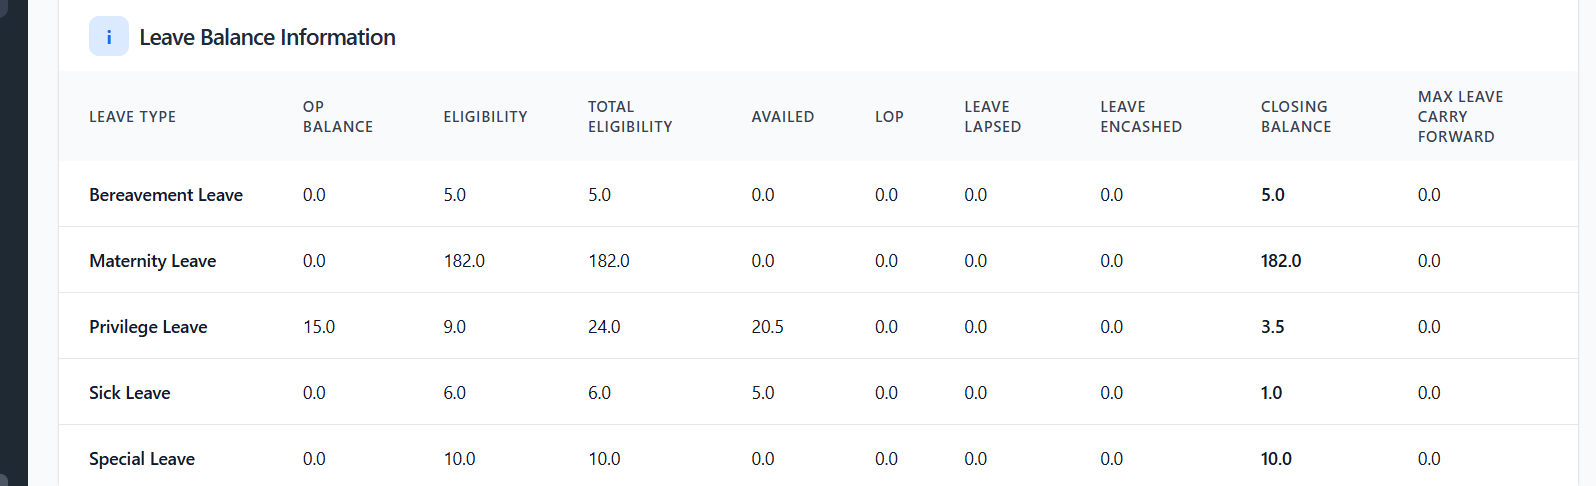 i Leave Balance Information
LEAVE TYPE OP BALANCE ELIGIBILITY TOTAL ELIGIBILITY AVAILED LOP LEAVE LAPSED LEAVE ENCASHED CLOSING BALANCE MAX LEAVE CARRY FORWARD
Bereavement Leave 0.0 5.0 5.0 0.0 0.0 0.0 0.0 5.0 0.0
Maternity Leave 0.0 182.0 182.0 0.0 0.0 0.0 0.0 182.0 0.0
Privilege Leave 15.0 9.0 24.0 20.5 0.0 0.0 0.0 3.5 0.0
Sick Leave 0.0 6.0 6.0 5.0 0.0 0.0 0.0 1.0 0.0
Special Leave 0.0 10.0 10.0 0.0 0.0 0.0 0.0 10.0 0.0